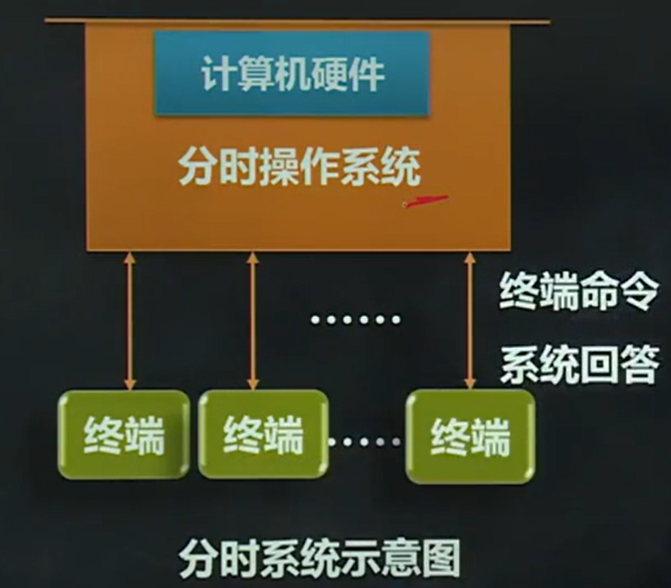 计算机硬件
分时操作系统
......
终端命令
系统回答
终端 终端 ...... 终端
分时系统示意图